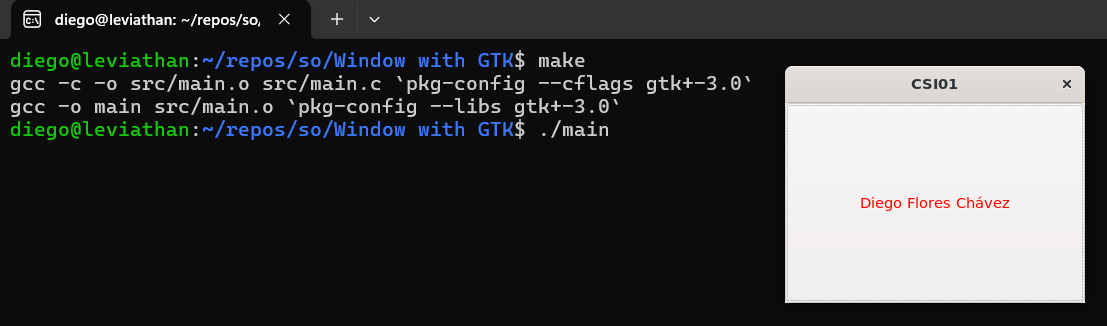 diego@leviathan: ~/repos/so/
diego@leviathan:~/repos/so/Window with GTK$ make
gcc -c -o src/main.o src/main.c `pkg-config --cflags gtk+-3.0`
gcc -o main src/main.o `pkg-config --libs gtk+-3.0`
diego@leviathan:~/repos/so/Window with GTK$ ./main
CSI01
Diego Flores Chávez